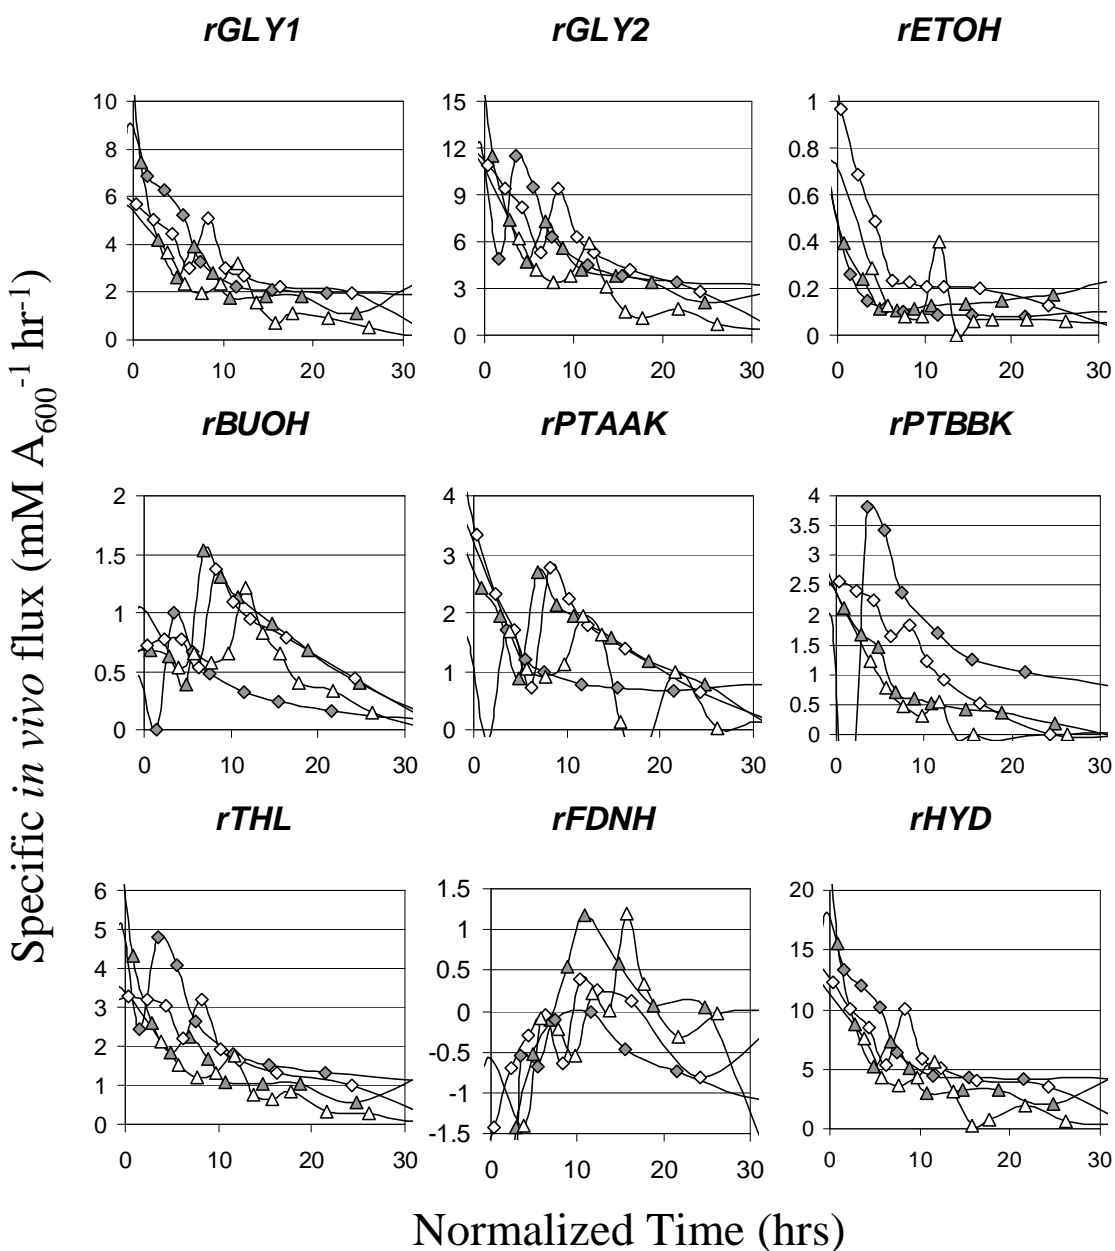 rGLY1 rGLY2 rETOH
10 15 1
8 12 0.8
6 9 0.6
4 6 0.4
2 3 0.2
0 0 0
0 10 20 30 0 10 20 30 0 10 20 30
rBUOH rPTAAK rPTBBK
2 4 4
3.5
1.5 3 3
2.5
1 2 2
1.5
0.5 1 1
0.5
0 0 0
0 10 20 30 0 10 20 30 0 10 20 30
rTHL rFDNH rHYD
6 1.5 20
5 1
4 0.5 15
3 0 10
2 -0.5 5
1 -1
0 -1.5 0
0 10 20 30 0 10 20 30 0 10 20 30
Specific in vivo flux (mM A600-1 hr-1)
Normalized Time (hrs)